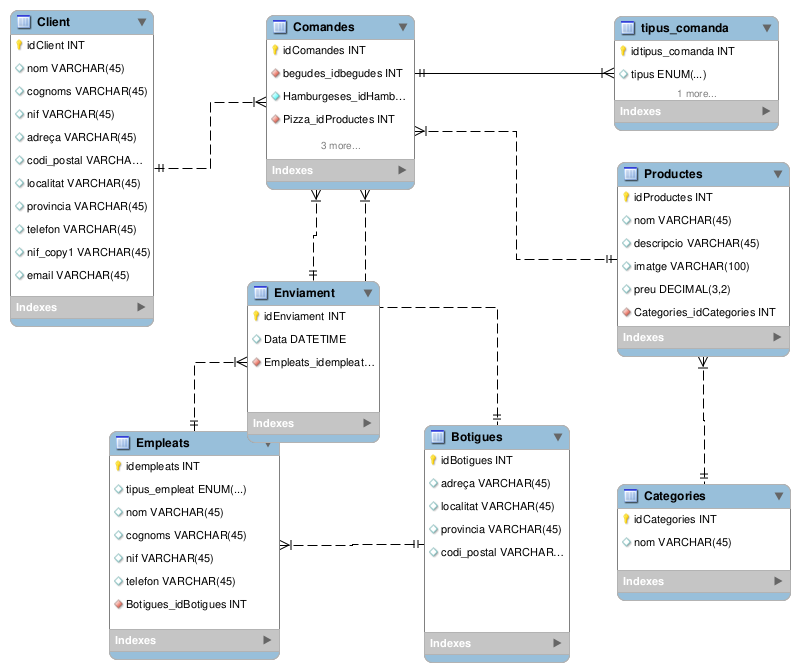 Client
idClient INT
nom VARCHAR(45)
cognoms VARCHAR(45)
nif VARCHAR(45)
adreça VARCHAR(45)
codi_postal VARCHA...
localitat VARCHAR(45)
provincia VARCHAR(45)
telefon VARCHAR(45)
nif_copy1 VARCHAR(45)
email VARCHAR(45)
Indexes
Comandes
idComandes INT
begudes_idbegudes INT
Hamburgeses_idHamb...
Pizza_idProductes INT
3 more...
Indexes
tipus_comanda
idtipus_comanda INT
tipus ENUM(...)
1 more...
Indexes
Productes
idProductes INT
nom VARCHAR(45)
descripcio VARCHAR(45)
imatge VARCHAR(100)
preu DECIMAL(3,2)
Categories_idCategories INT
Indexes
Enviament
idEnviament INT
Data DATETIME
Empleats_idempleat...
Indexes
Empleats
idempleats INT
tipus_empleat ENUM(...)
nom VARCHAR(45)
cognoms VARCHAR(45)
nif VARCHAR(45)
telefon VARCHAR(45)
Botigues_idBotigues INT
Indexes
Botigues
idBotigues INT
adreça VARCHAR(45)
localitat VARCHAR(45)
provincia VARCHAR(45)
codi_postal VARCHAR...
Indexes
Categories
idCategories INT
nom VARCHAR(45)
Indexes